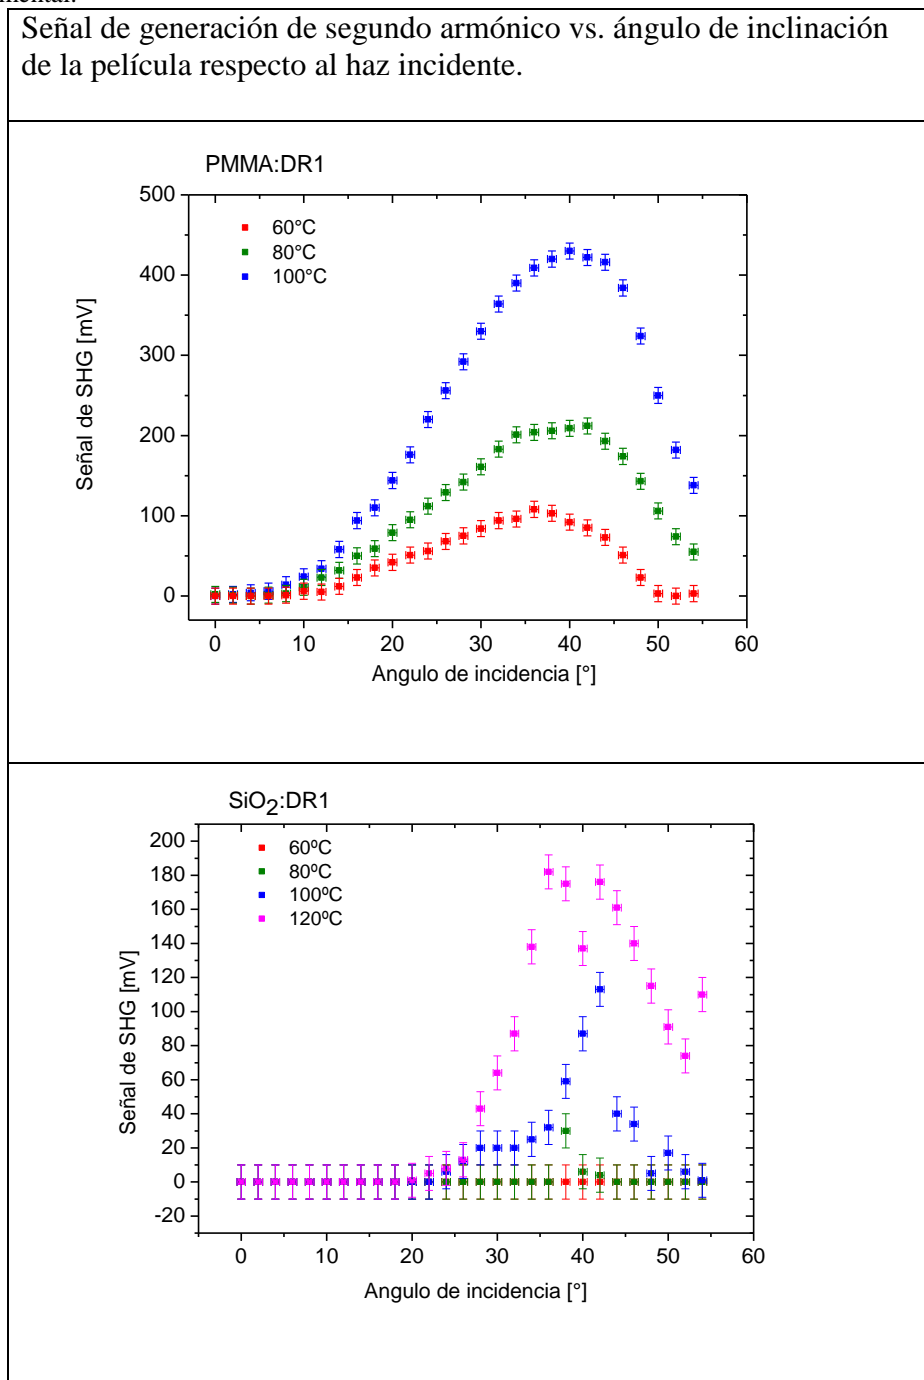 Señal de generación de segundo armónico vs. ángulo de inclinación
de la película respecto al haz incidente.
PMMA:DR1
500
400
300
200
100
0
60°C
80°C
100°C
Señal de SHG [mV]
0 10 20 30 40 50 60
Angulo de incidencia [°]
SiO2:DR1
200
180
160
140
120
100
80
60
40
20
0
-20
60ºC
80ºC
100ºC
120ºC
Señal de SHG [mV]
0 10 20 30 40 50 60
Angulo de incidencia [°]